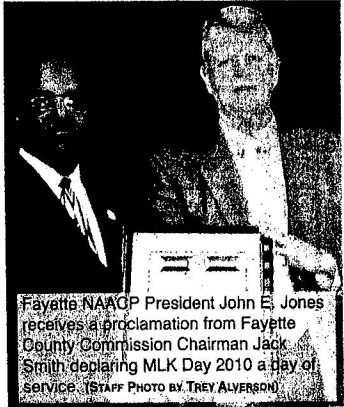 Fayette NAACP President John E. Jones
receives a proclamation from Fayette
County Commission Chairman Jack
Smith declaring MLK Day 2010 a day of
service. (STAFF PHOTO BY TREY ALVERSON)